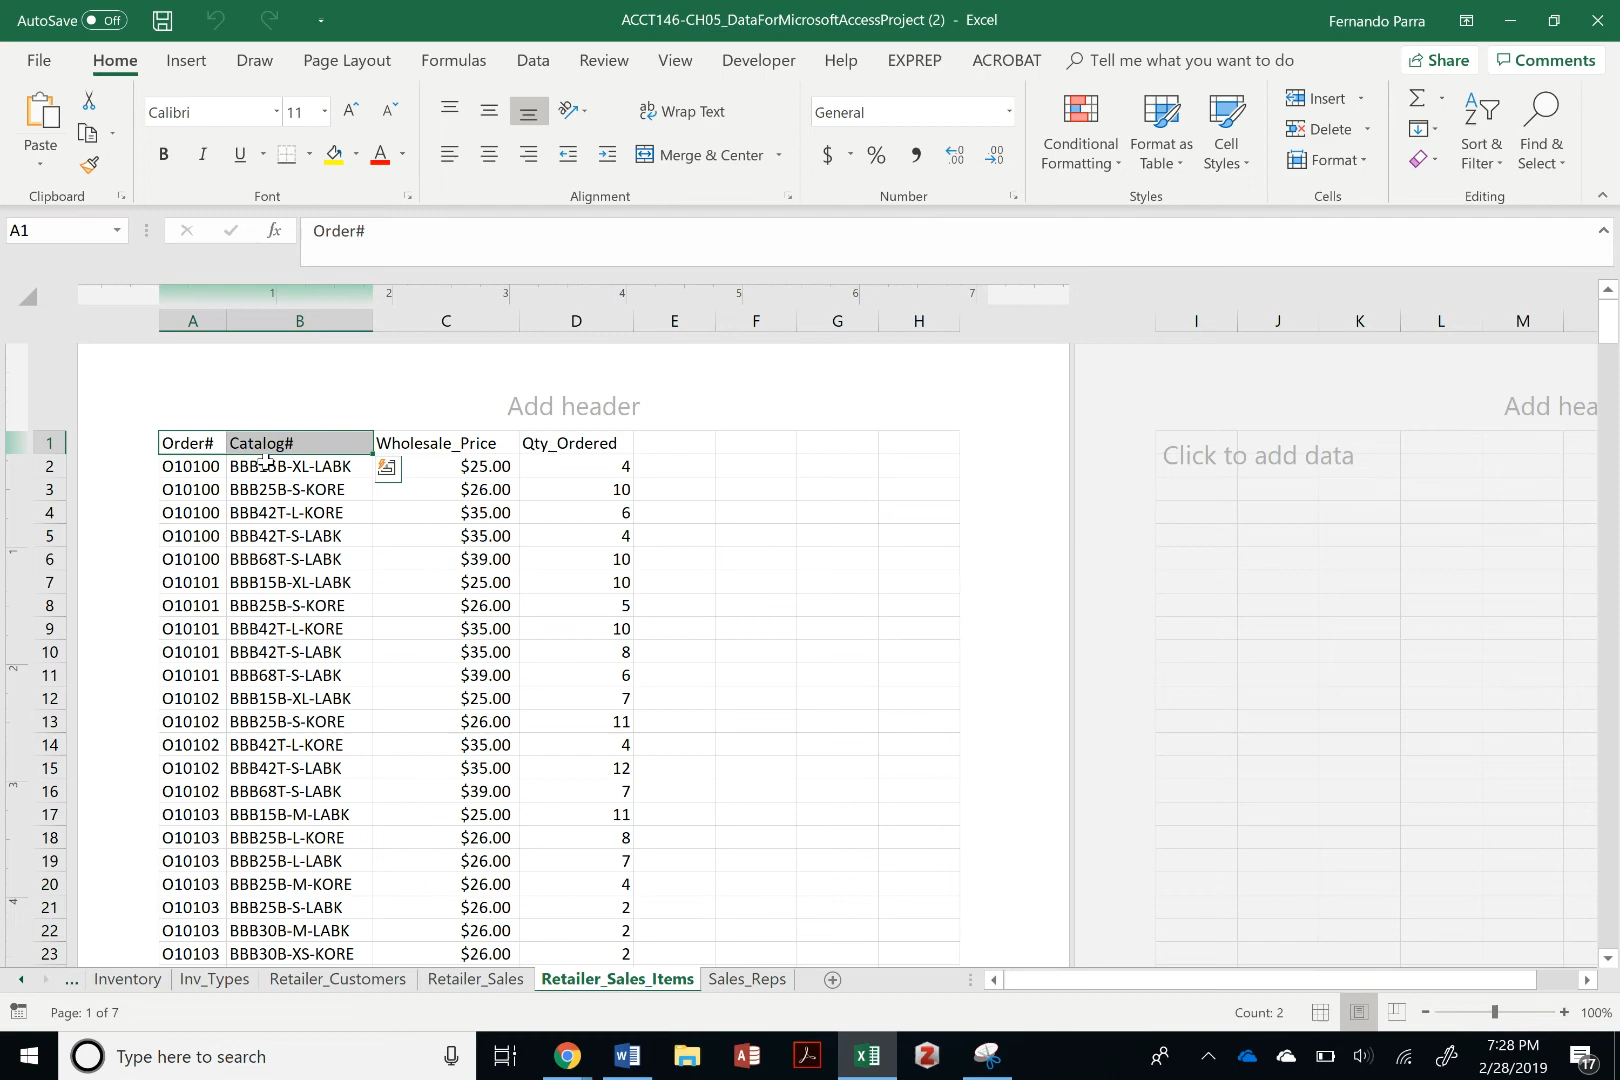 AutoSave Off
ACCT146-CH05_DataForMicrosoftAccessProject (2) - Excel
Fernando Parra
File Home Insert Draw Page Layout Formulas Data Review View Developer Help EXPREP ACROBAT Tell me what you want to do Share Comments
Paste
Clipboard
Calibri 11
B I U A
Font
Wrap Text
Merge & Center
Alignment
General
$ % 9
Number
Conditional Formatting
Format as Table
Cell Styles
Styles
Insert
Delete
Format
Cells
Sort & Filter
Find & Select
Editing
A1 fx Order#
1 2 3 4 5 6 7
A B C D E F G H I J K L M
Add header
Add hea
Click to add data
1 Order# Catalog# Wholesale_Price Qty_Ordered
2 O10100 BBB15B-XL-LABK $25.00 4
3 O10100 BBB25B-S-KORE $26.00 10
4 O10100 BBB42T-L-KORE $35.00 6
5 O10100 BBB42T-S-LABK $35.00 4
6 O10100 BBB68T-S-LABK $39.00 10
7 O10101 BBB15B-XL-LABK $25.00 10
8 O10101 BBB25B-S-KORE $26.00 5
9 O10101 BBB42T-L-KORE $35.00 10
10 O10101 BBB42T-S-LABK $35.00 8
11 O10101 BBB68T-S-LABK $39.00 6
12 O10102 BBB15B-XL-LABK $25.00 7
13 O10102 BBB25B-S-KORE $26.00 11
14 O10102 BBB42T-L-KORE $35.00 4
15 O10102 BBB42T-S-LABK $35.00 12
16 O10102 BBB68T-S-LABK $39.00 7
17 O10103 BBB15B-M-LABK $25.00 11
18 O10103 BBB25B-L-KORE $26.00 8
19 O10103 BBB25B-L-LABK $26.00 7
20 O10103 BBB25B-M-KORE $26.00 4
21 O10103 BBB25B-S-LABK $26.00 2
22 O10103 BBB30B-M-LABK $26.00 2
23 O10103 BBB30B-XS-KORE $26.00 2
... Inventory Inv_Types Retailer_Customers Retailer_Sales Retailer_Sales_Items Sales_Reps
Page: 1 of 7
Count: 2
100%
Type here to search
7:28 PM
2/28/2019
17